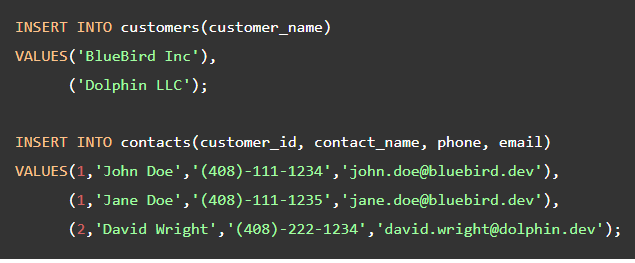 INSERT INTO customers(customer_name)
VALUES('BlueBird Inc'),
('Dolphin LLC');
INSERT INTO contacts(customer_id, contact_name, phone, email)
VALUES(1,'John Doe','(408)-111-1234','john.doe@bluebird.dev'),
(1,'Jane Doe','(408)-111-1235','jane.doe@bluebird.dev'),
(2,'David Wright','(408)-222-1234','david.wright@dolphin.dev');